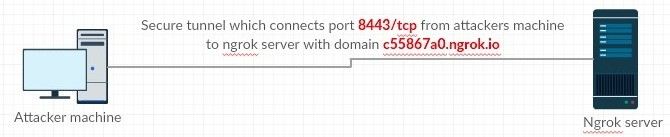 Secure tunnel which connects port 8443/tcp from attackers machine
to ngrok server with domain c55867a0.ngrok.io
Attacker machine
Ngrok server